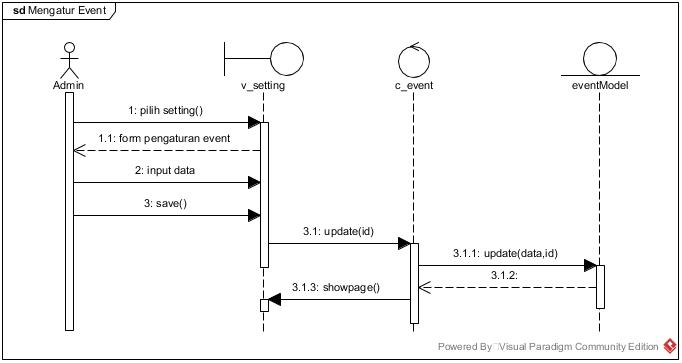 sd Mengatur Event
Admin
v_setting
c_event
eventModel
1: pilih setting()
1.1: form pengaturan event
2: input data
3: save()
3.1: update(id)
3.1.1: update(data,id)
3.1.2:
3.1.3: showpage()
Powered By Visual Paradigm Community Edition